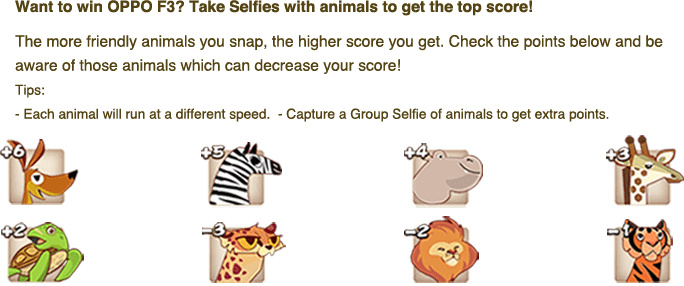 Want to win OPPO F3? Take Selfies with animals to get the top score!
The more friendly animals you snap, the higher score you get. Check the points below and be
aware of those animals which can decrease your score!
Tips:
- Each animal will run at a different speed.  - Capture a Group Selfie of animals to get extra points.
+6 +5 +4 +3
+2 -3 -2 -1